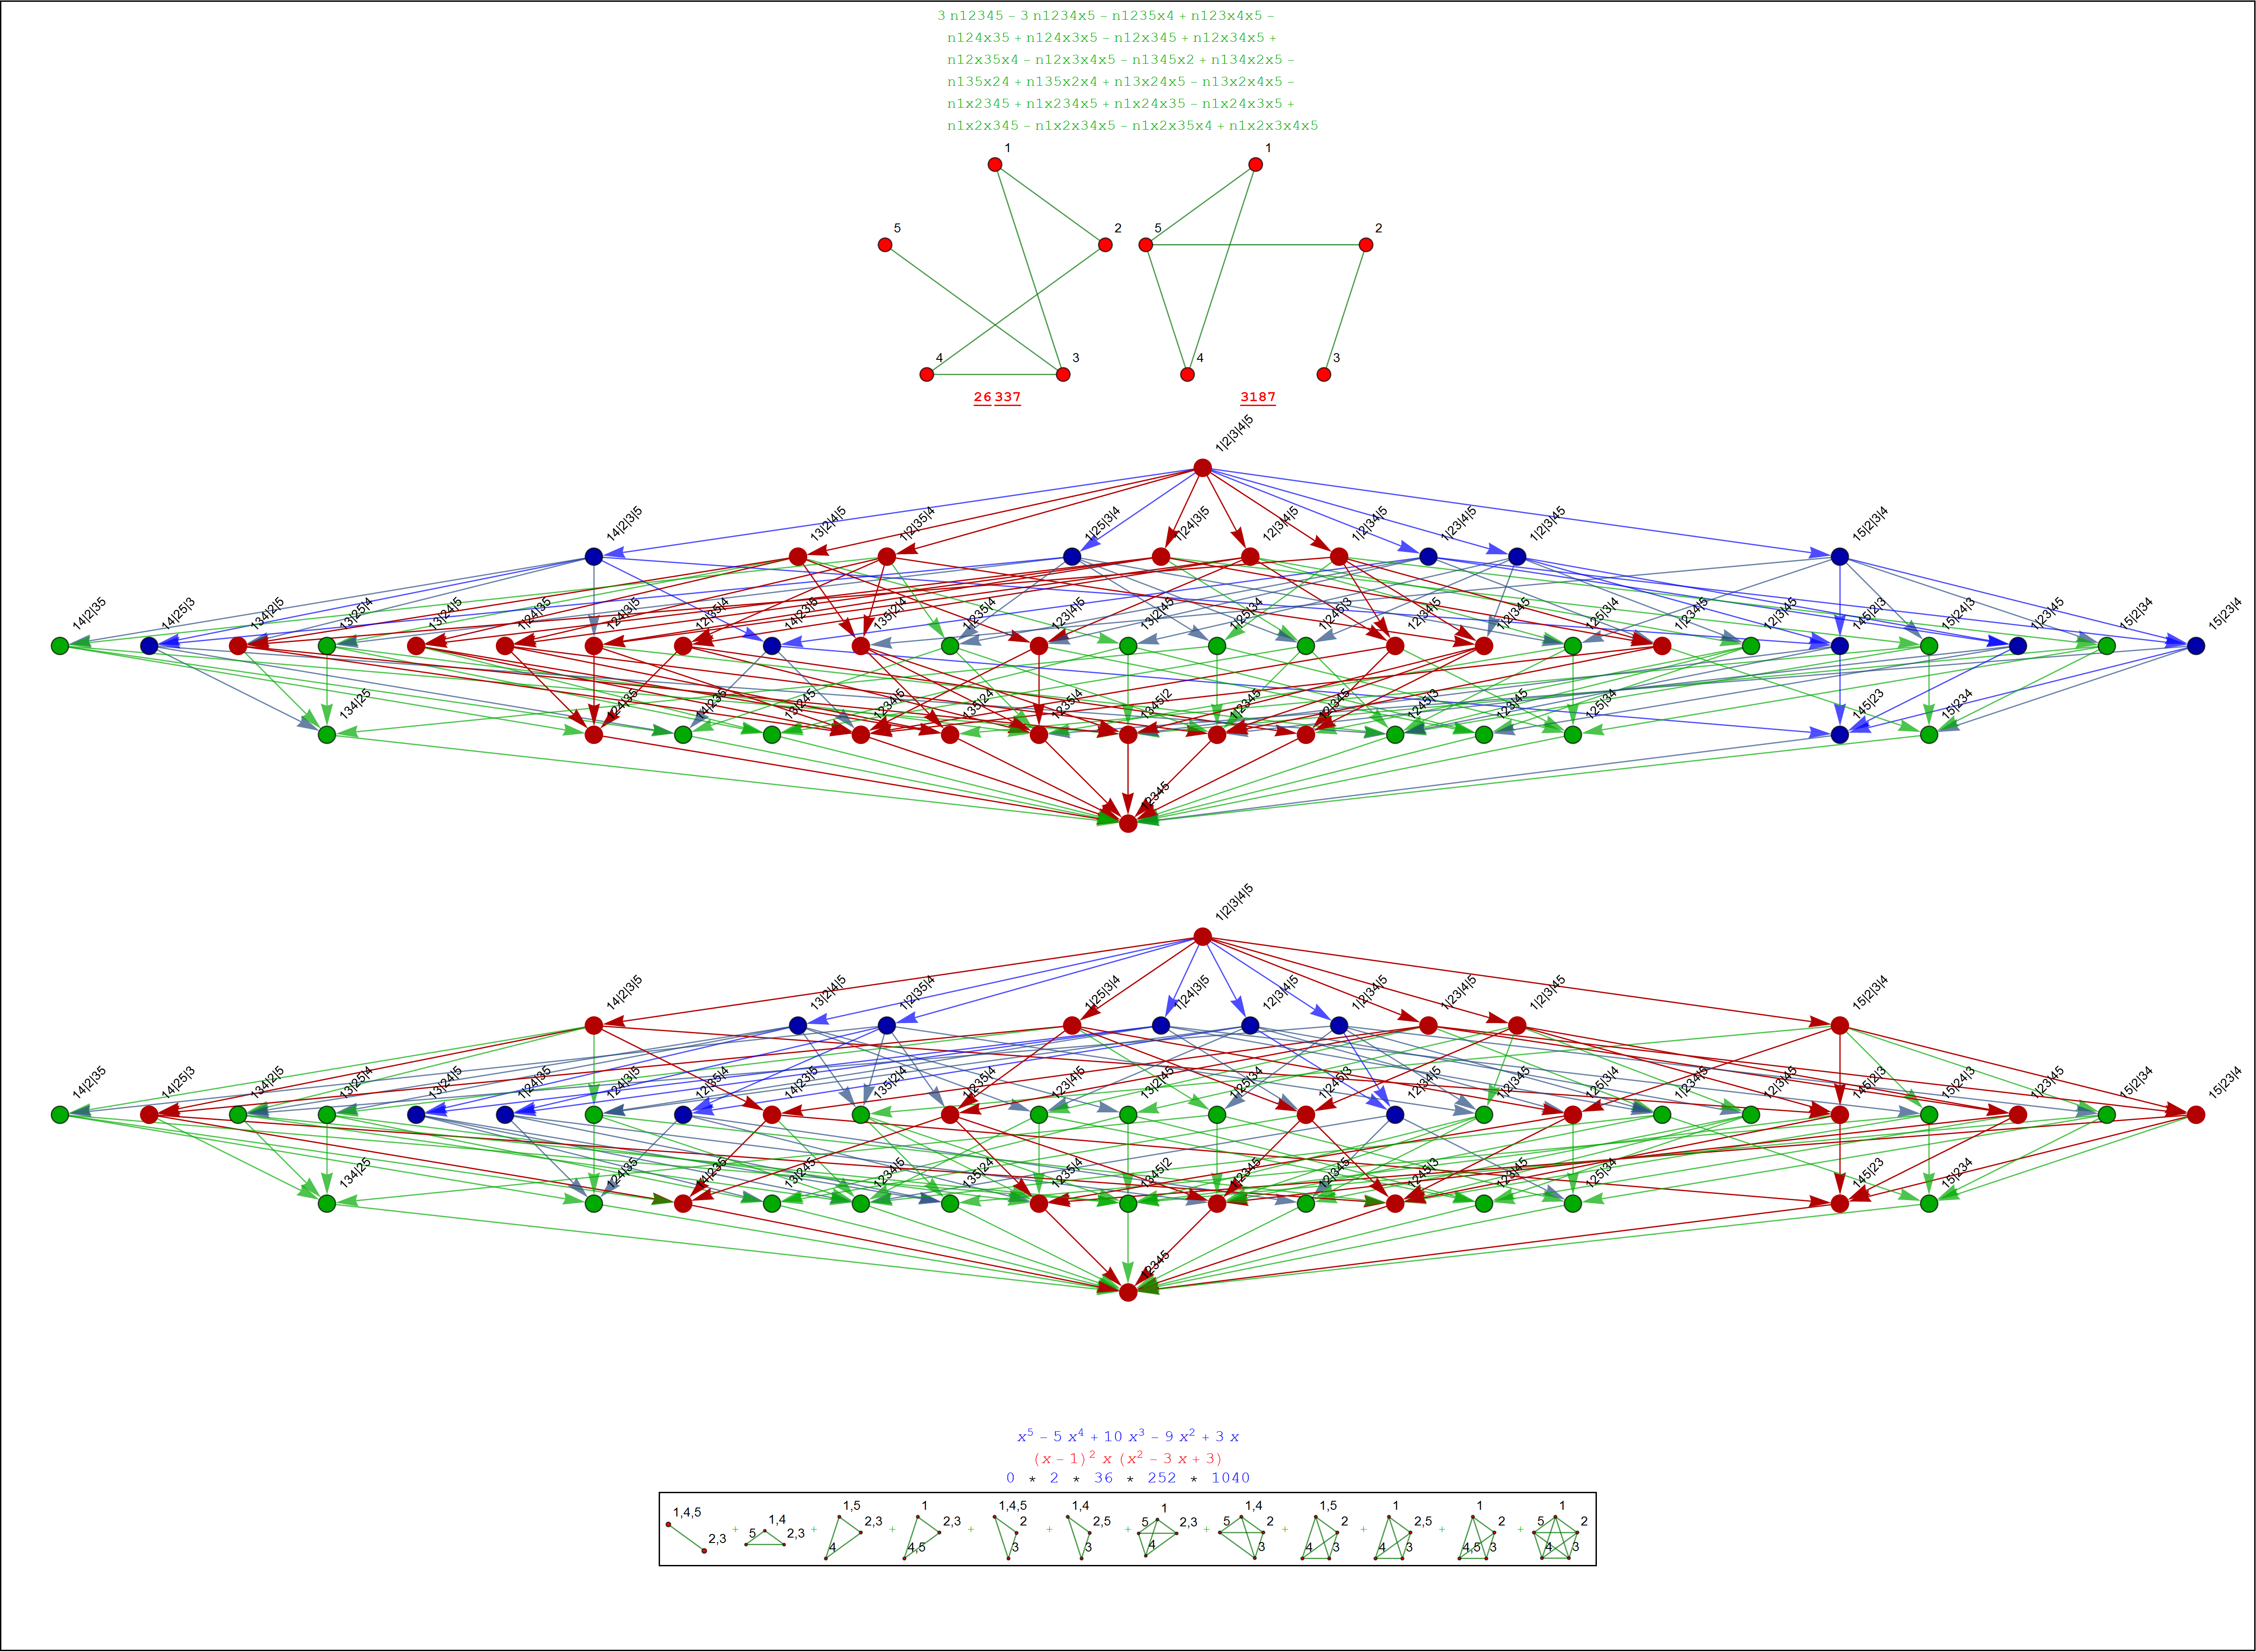 3 n12345 – 3 n1234x5 – n1235x4 + n123x4x5 –
n124x35 + n124x3x5 – n12x345 + n12x34x5 +
n12x35x4 – n12x3x4x5 – n1345x2 + n134x2x5 –
n135x24 + n135x2x4 + n13x24x5 – n13x2x4x5 –
n1x2345 + n1x234x5 + n1x24x35 – n1x24x3x5 +
n1x2x345 – n1x2x34x5 – n1x2x35x4 + n1x2x3x4x5
1 1
5 2 5 2
4 3 4 3
26 337 3187
1|2|3|4|5
14|2|3|5 13|2|4|5 1|2|35|4 1|25|3|4 1|24|3|5 12|3|4|5 1|2|34|5 1|23|4|5 1|2|3|45 15|2|3|4
14|2|35 14|25|3 134|2|5 13|25|4 13|24|5 1|24|35 124|3|5 12|35|4 14|23|5 135|2|4 1|235|4 123|4|5 13|2|45 1|25|34 1|245|3 12|34|5 1|2|345 125|3|4 1|234|5 12|3|45 145|2|3 15|24|3 1|23|45 15|2|34 15|23|4
134|25 124|35 14|235 13|245 1234|5 135|24 1235|4 1345|2 1|2345 12|345 1245|3 123|45 125|34 145|23 15|234
12345
1|2|3|4|5
14|2|3|5 13|2|4|5 1|2|35|4 1|25|3|4 1|24|3|5 12|3|4|5 1|2|34|5 1|23|4|5 1|2|3|45 15|2|3|4
14|2|35 14|25|3 134|2|5 13|25|4 13|24|5 1|24|35 124|3|5 12|35|4 14|23|5 135|2|4 1|235|4 123|4|5 13|2|45 1|25|34 1|245|3 12|34|5 1|2|345 125|3|4 1|234|5 12|3|45 145|2|3 15|24|3 1|23|45 15|2|34 15|23|4
134|25 124|35 14|235 13|245 1234|5 135|24 1235|4 1345|2 1|2345 12|345 1245|3 123|45 125|34 145|23 15|234
12345
x⁵ – 5 x⁴ + 10 x³ – 9 x² + 3 x
(x – 1)² x (x² – 3 x + 3)
0 * 2 * 36 * 252 * 1040
1,4,5 2,3 + 5 1,4 2,3 + 1,5 2,3 4 + 1 2,3 4,5 + 1,4,5 2 3 + 1,4 2,5 3 + 1 5 2,3 4 + 1,4 5 2 3 + 1,5 2 4 3 + 1 2,5 4 3 + 1 2 4,5 3 + 1 5 2 4 3